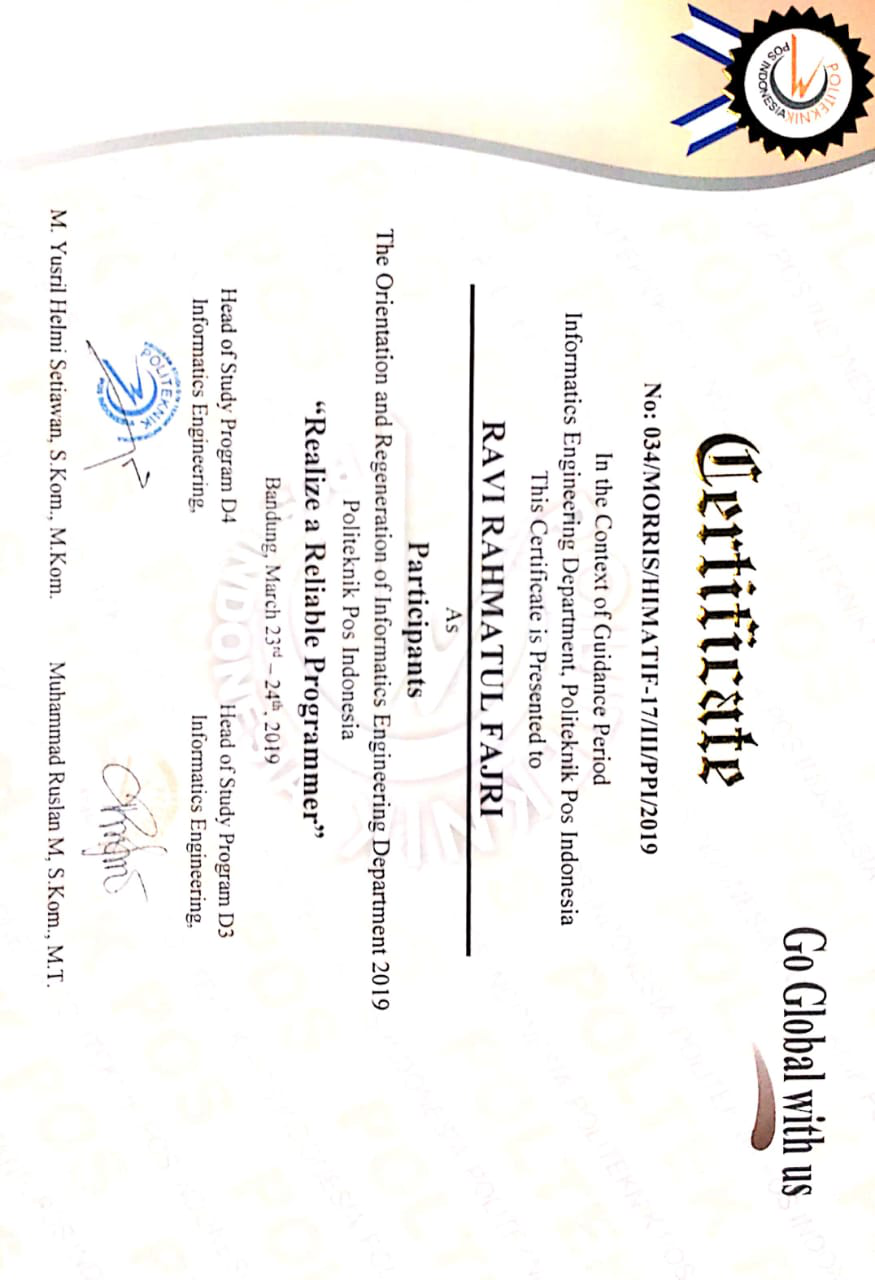 POLITEKNIK
POS INDONESIA
Go Global with us
Certificate
No: 034/MORRIS/HIMATIF-17/III/PPI/2019
In the Context of Guidance Period
Informatics Engineering Department, Politeknik Pos Indonesia
This Certificate is Presented to
RAVI RAHMATUL FAJRI
As
Participants
The Orientation and Regeneration of Informatics Engineering Department 2019
Politeknik Pos Indonesia
“Realize a Reliable Programmer”
Bandung, March 23rd – 24th, 2019
Head of Study Program D4
Informatics Engineering,
POLITEKNIK
M. Yusril Helmi Setiawan, S.Kom., M.Kom.
Head of Study Program D3
Informatics Engineering,
Muhammad Ruslan M, S.Kom., M.T.